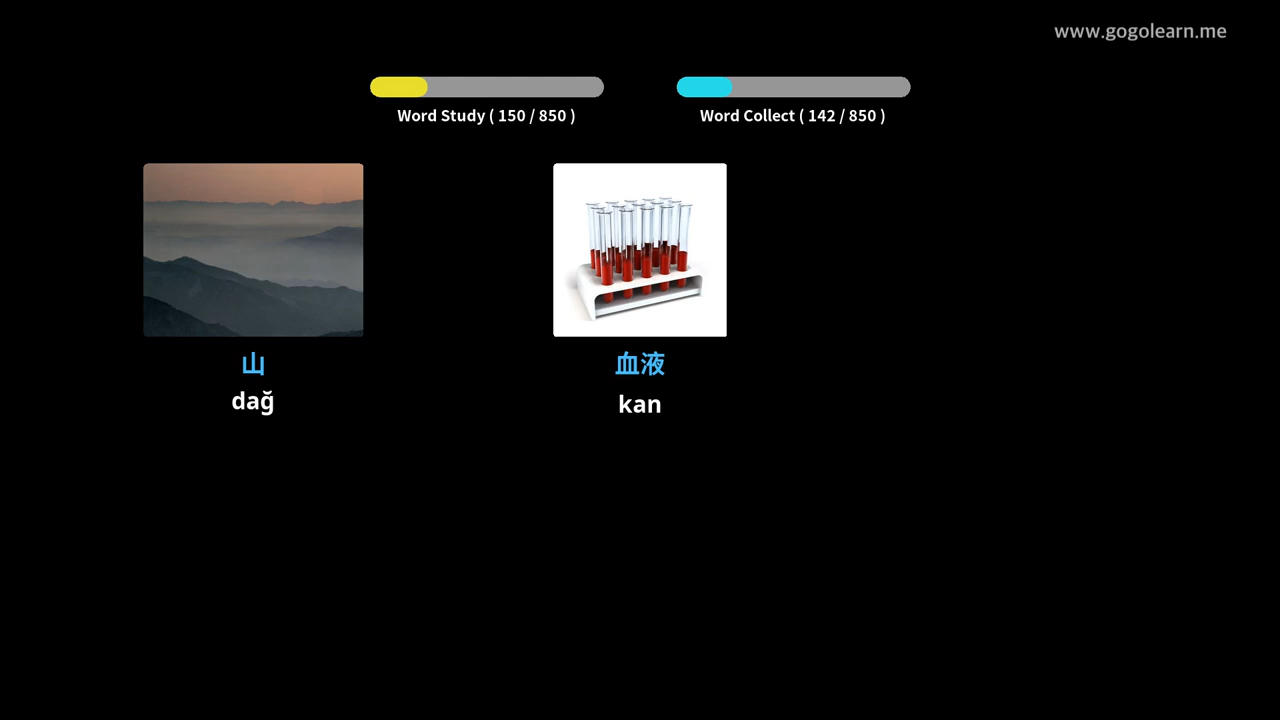 www.gogolearn.me
Word Study ( 150 / 850 )
Word Collect ( 142 / 850 )
山
dağ
血液
kan